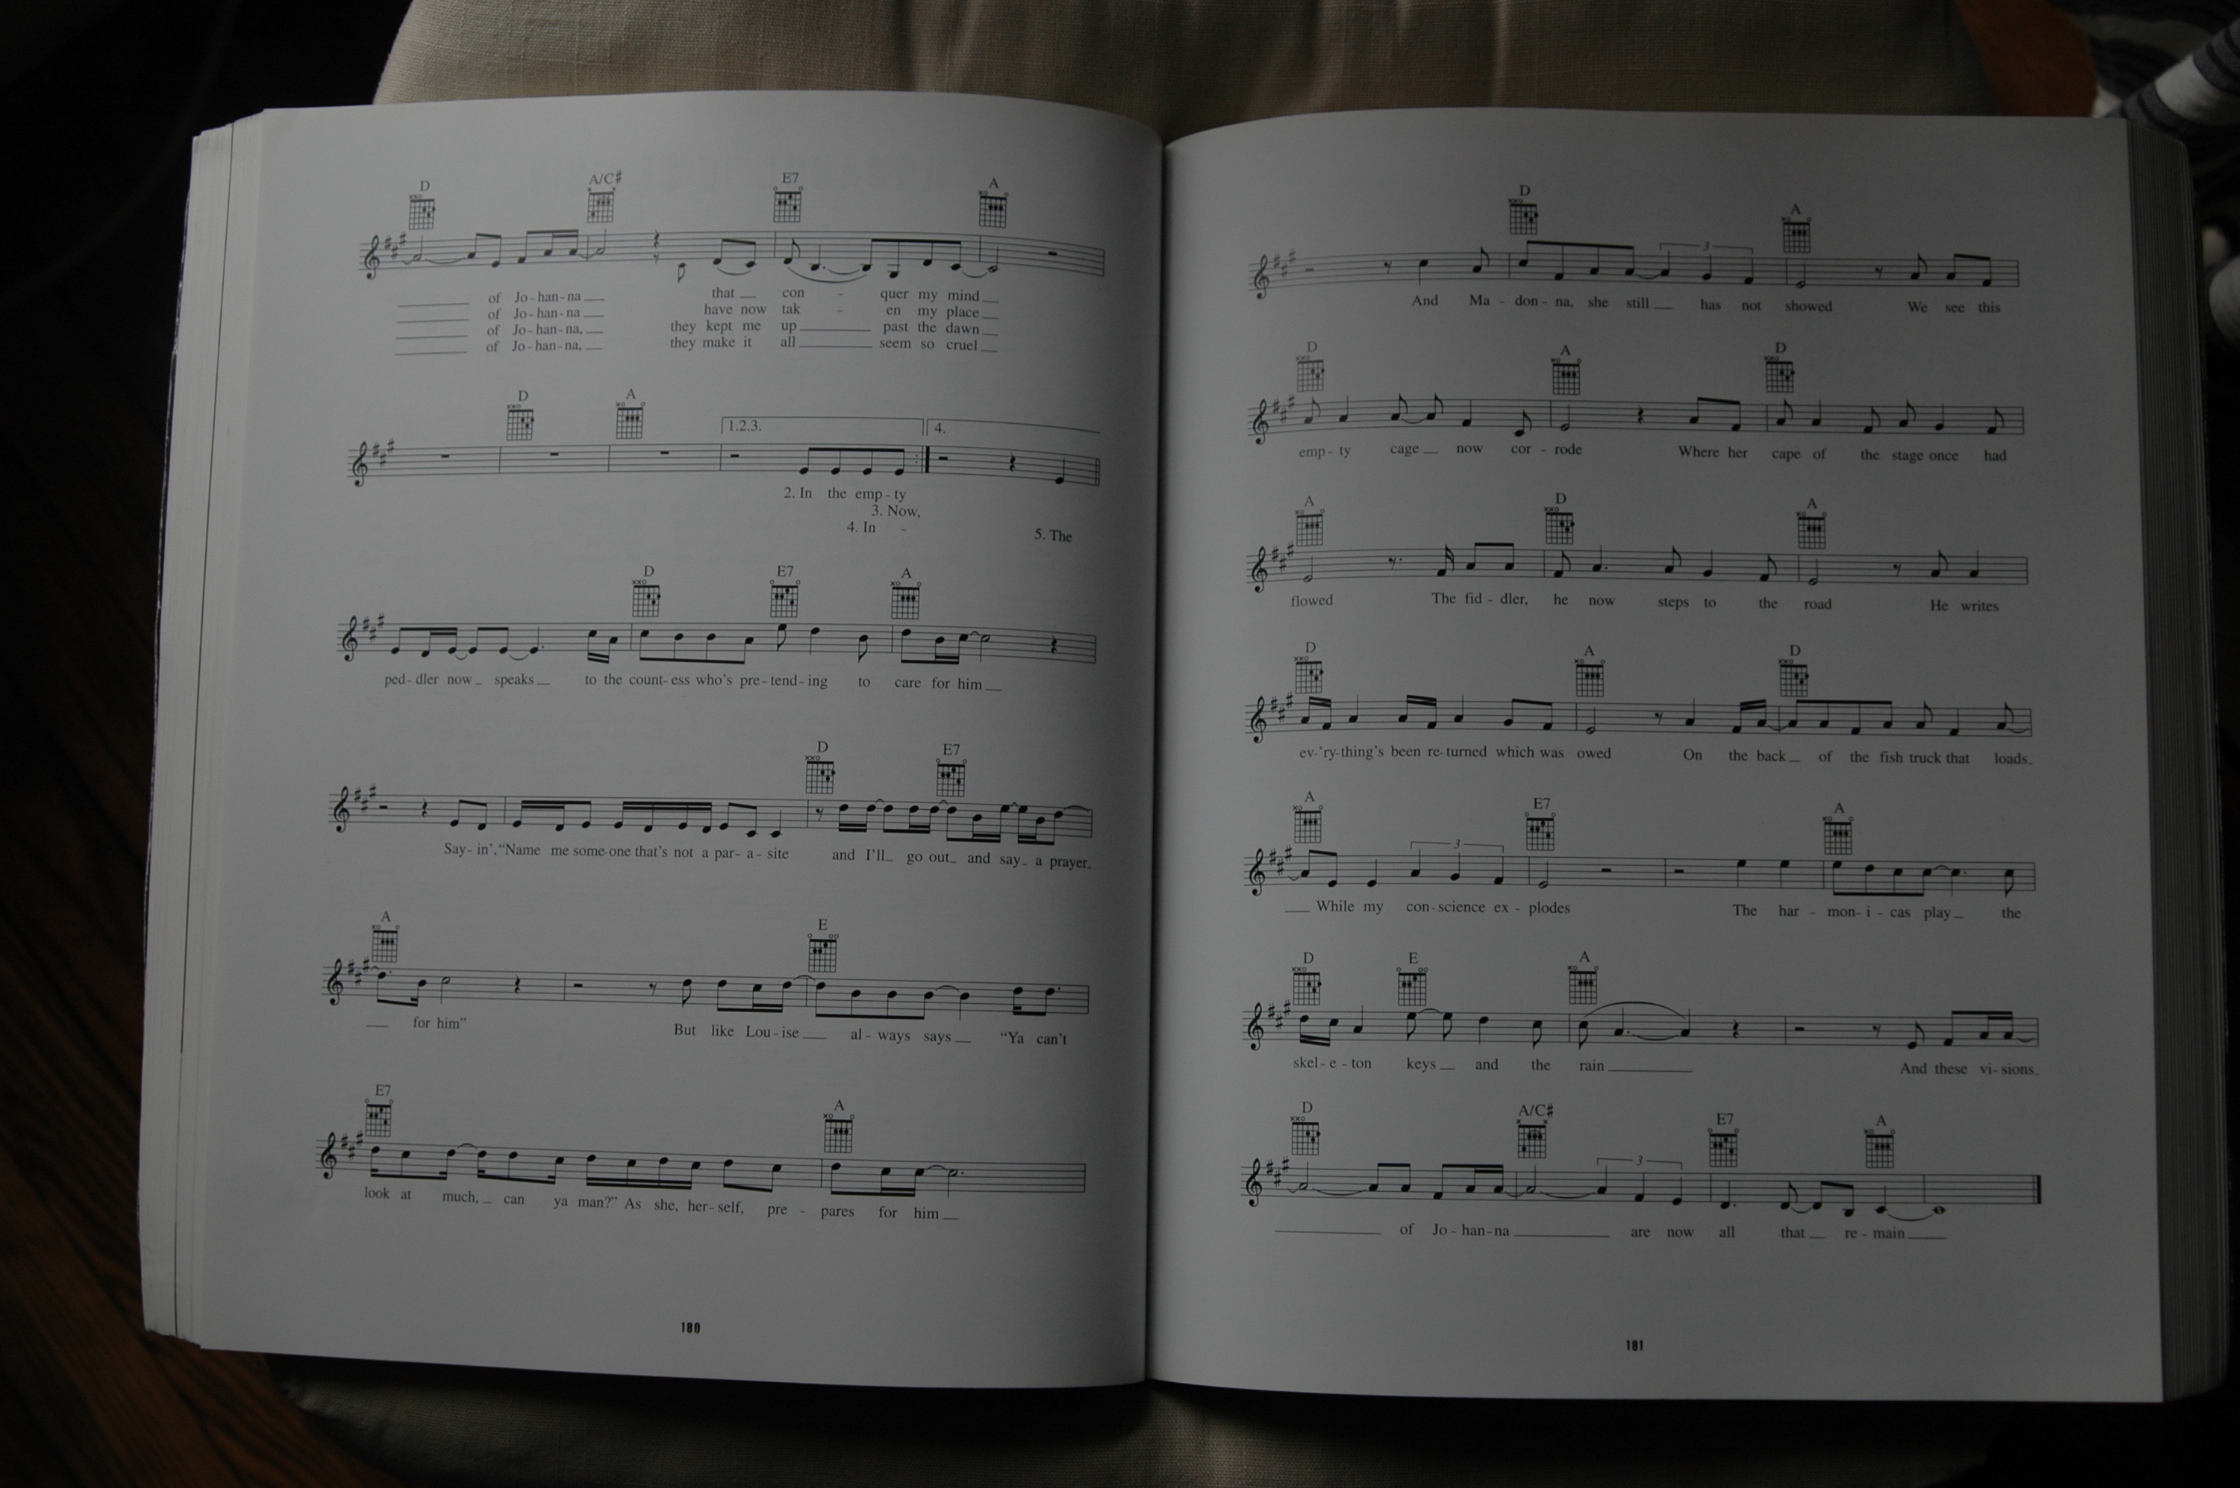 D A/C# E7 A
of Jo-han-na that con - quer my mind
of Jo-han-na have now tak - en my place
of Jo-han-na, they kept me up past the dawn
of Jo-han-na, they make it all seem so cruel
D A 1.2.3. 4.
2. In the emp-ty
3. Now,
4. In - 5. The
D E7 A
ped-dler now speaks to the count-ess who's pre-tend-ing to care for him
D E7
Say-in', "Name me some-one that's not a par-a-site and I'll go out and say a prayer
A E
for him" But like Lou-ise al-ways says "Ya can't
E7 A
look at much, can ya man?" As she, her-self, pre - pares for him
180
D A
3
And Ma - don-na, she still has not showed We see this
D A D
emp-ty cage now cor-rode Where her cape of the stage once had
A D A
flowed The fid-dler, he now steps to the road He writes
D A D
ev-'ry-thing's been re-turned which was owed On the back of the fish truck that loads
A E7 A
3
While my con-science ex-plodes The har-mon-i-cas play the
D E A
skel-e-ton keys and the rain And these vi-sions
D A/C# E7 A
3
of Jo-han-na are now all that re-main
181